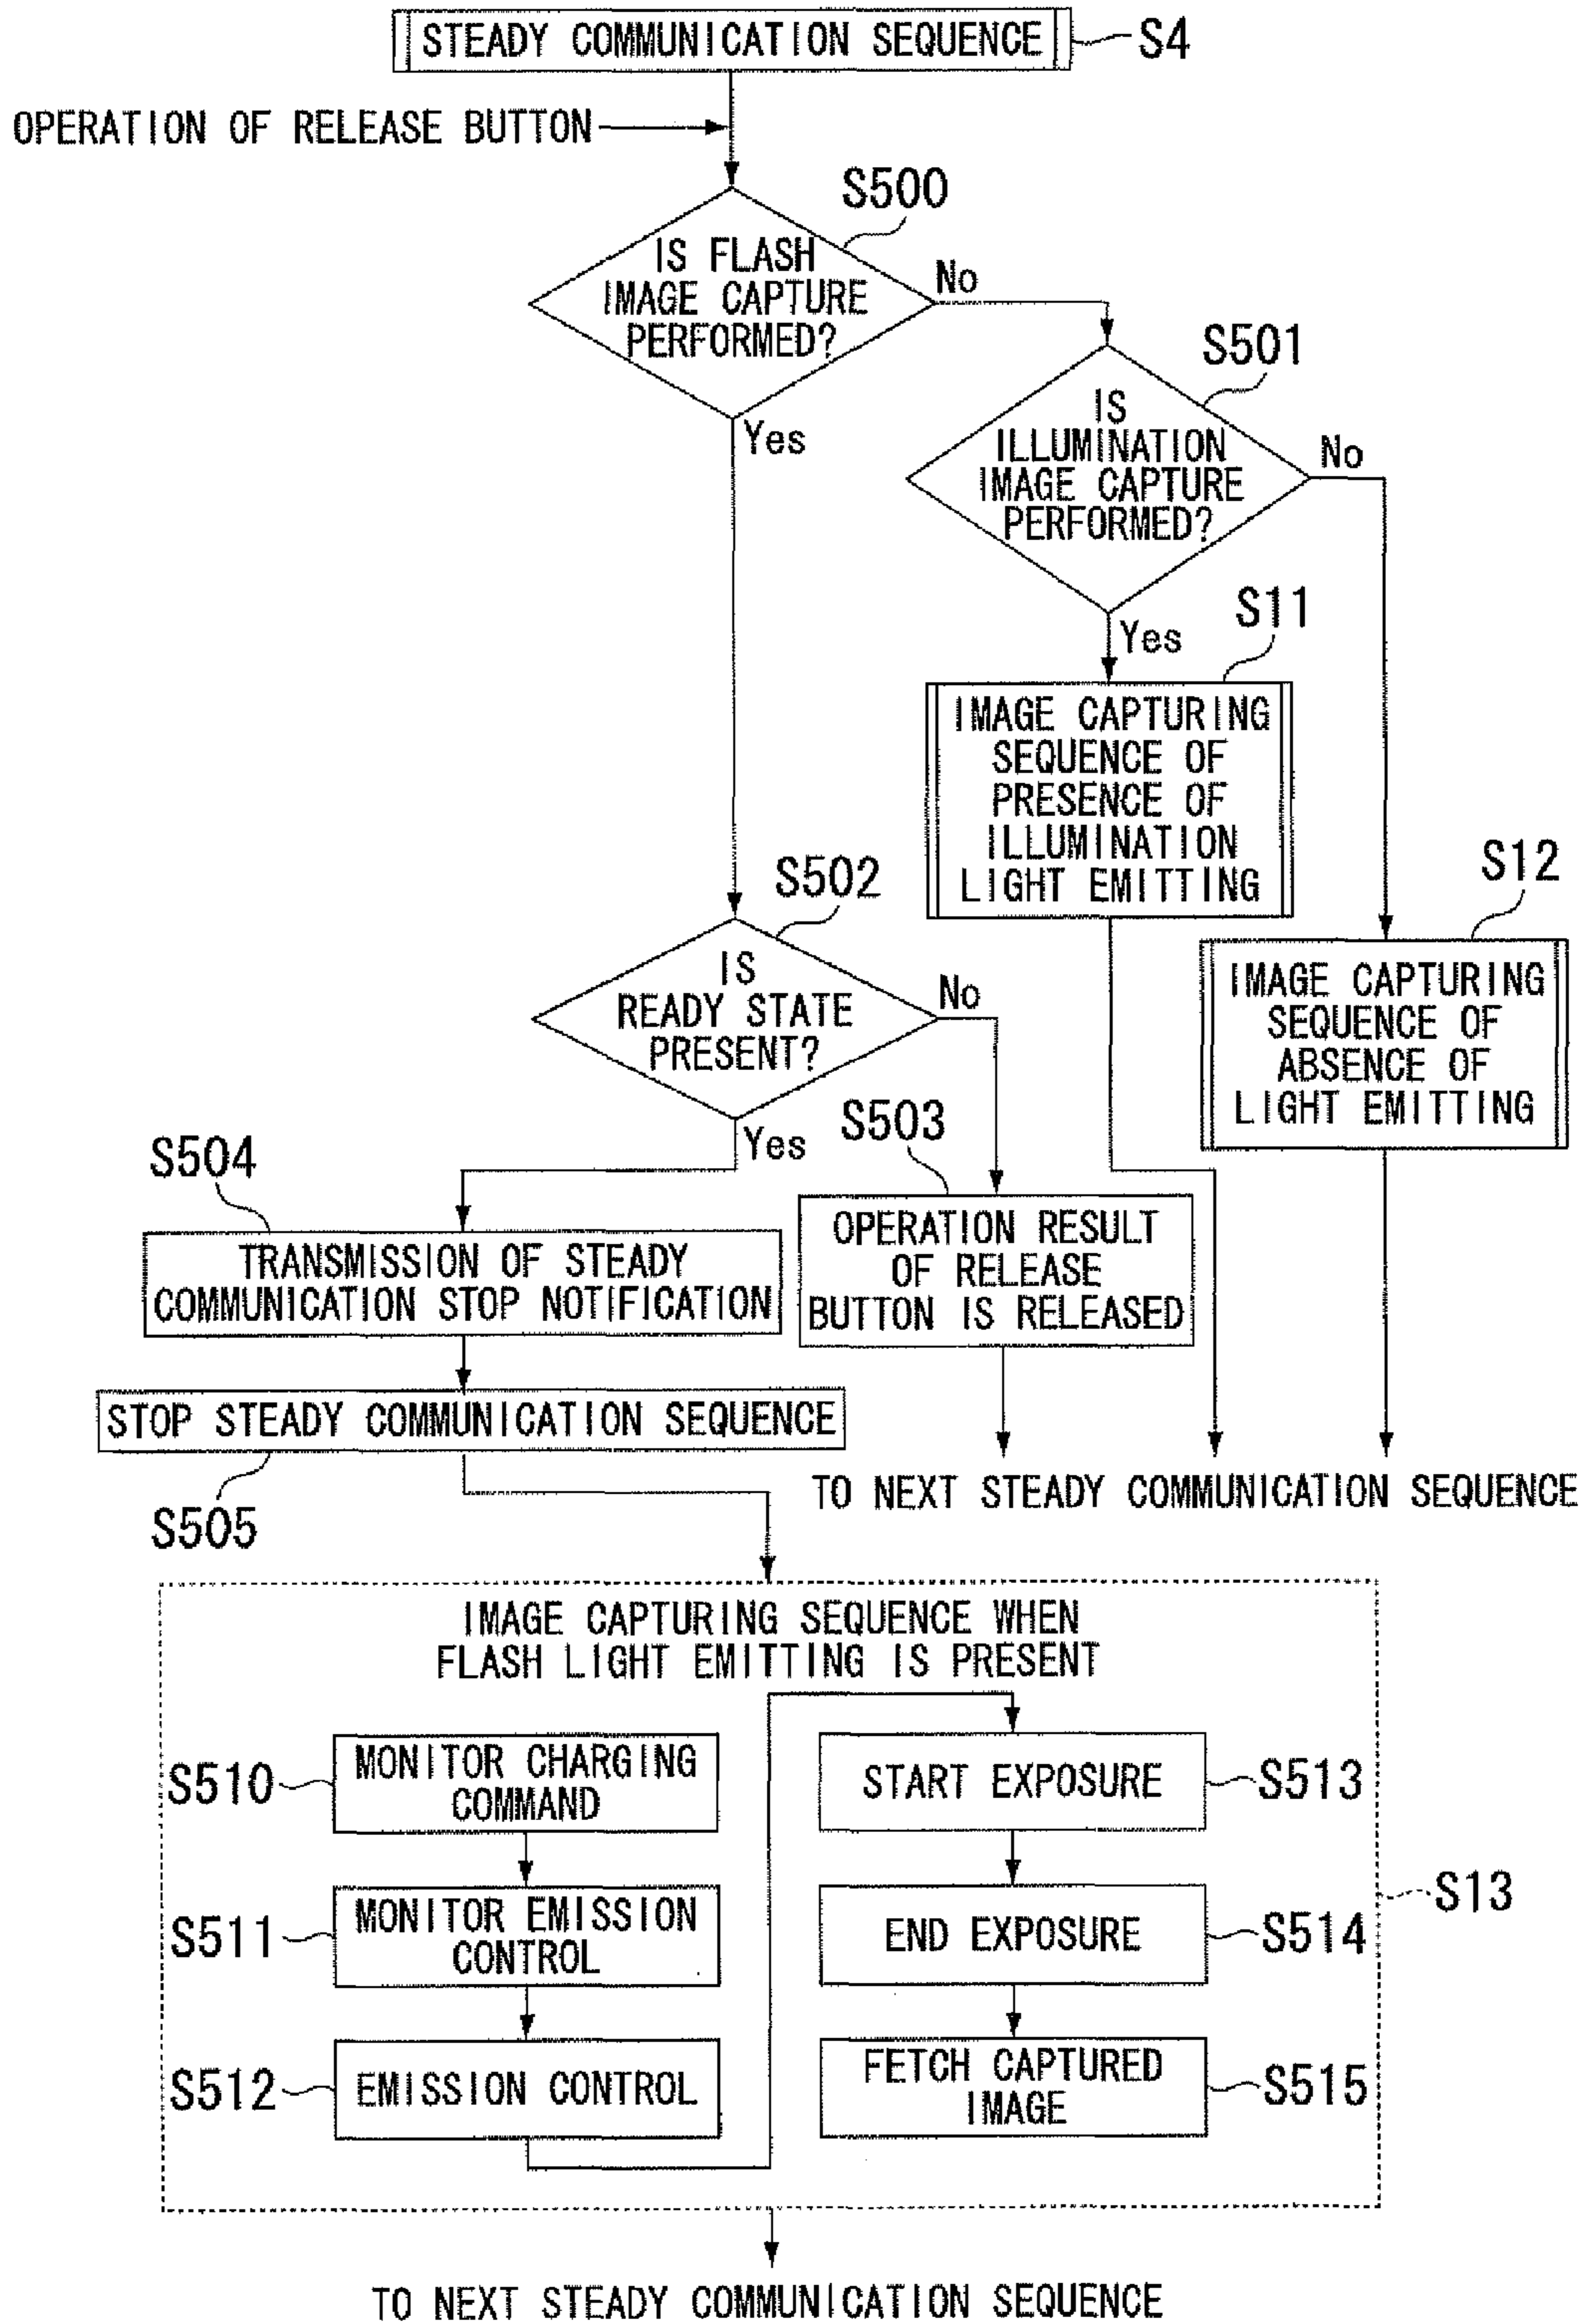 STEADY COMMUNICATION SEQUENCE
S4
OPERATION OF RELEASE BUTTON
S500
IS FLASH
IMAGE CAPTURE
PERFORMED?
No
Yes
S501
IS
ILLUMINATION
IMAGE CAPTURE
PERFORMED?
No
Yes
S11
IMAGE CAPTURING
SEQUENCE OF
PRESENCE OF
ILLUMINATION
LIGHT EMITTING
S12
IMAGE CAPTURING
SEQUENCE OF
ABSENCE OF
LIGHT EMITTING
S502
IS
READY STATE
PRESENT?
No
Yes
S503
OPERATION RESULT
OF RELEASE
BUTTON IS RELEASED
S504
TRANSMISSION OF STEADY
COMMUNICATION STOP NOTIFICATION
STOP STEADY COMMUNICATION SEQUENCE
S505
TO NEXT STEADY COMMUNICATION SEQUENCE
IMAGE CAPTURING SEQUENCE WHEN
FLASH LIGHT EMITTING IS PRESENT
S510
MONITOR CHARGING
COMMAND
S511
MONITOR EMISSION
CONTROL
S512
EMISSION CONTROL
START EXPOSURE
S513
END EXPOSURE
S514
FETCH CAPTURED
IMAGE
S515
S13
TO NEXT STEADY COMMUNICATION SEQUENCE